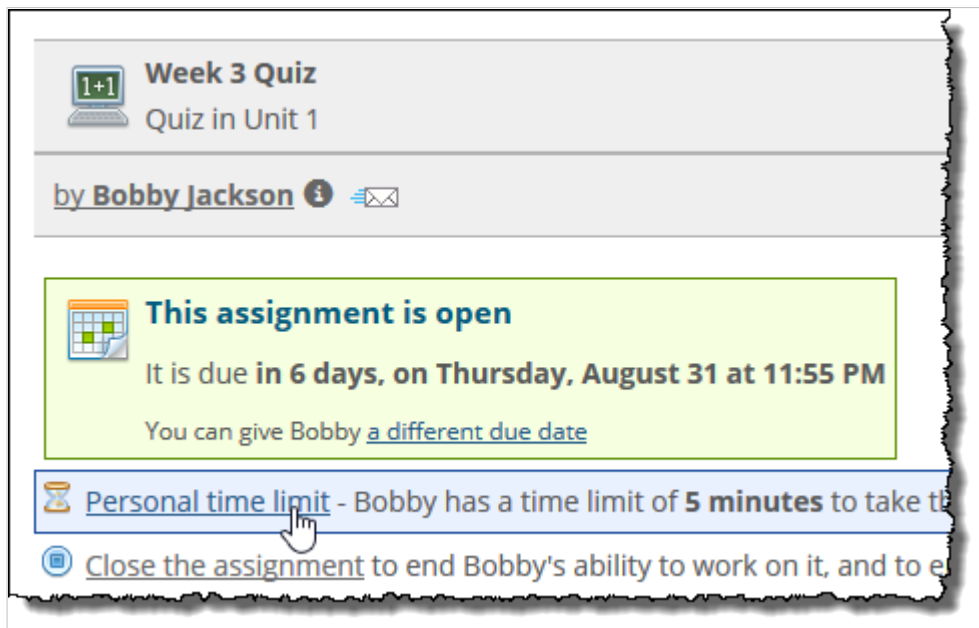 1+1
Week 3 Quiz
Quiz in Unit 1
by Bobby Jackson
This assignment is open
It is due in 6 days, on Thursday, August 31 at 11:55 PM
You can give Bobby a different due date
Personal time limit - Bobby has a time limit of 5 minutes to take
Close the assignment to end Bobby's ability to work on it, and to